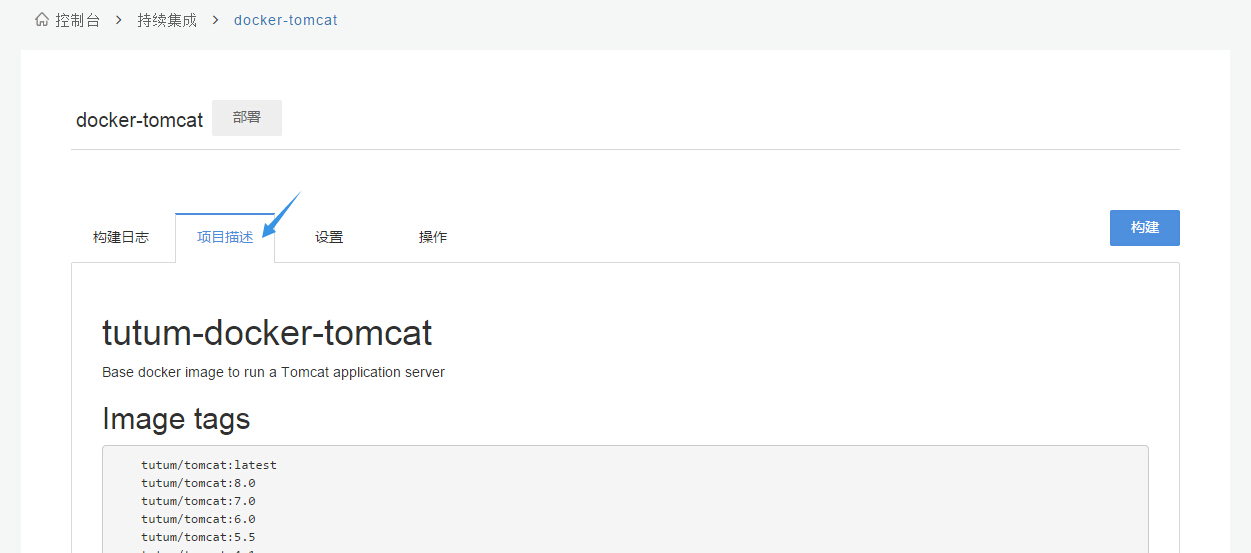 控制台 > 持续集成 > docker-tomcat
docker-tomcat 部署
构建日志 项目描述 设置 操作 构建
tutum-docker-tomcat
Base docker image to run a Tomcat application server
Image tags
tutum/tomcat:latest
tutum/tomcat:8.0
tutum/tomcat:7.0
tutum/tomcat:6.0
tutum/tomcat:5.5